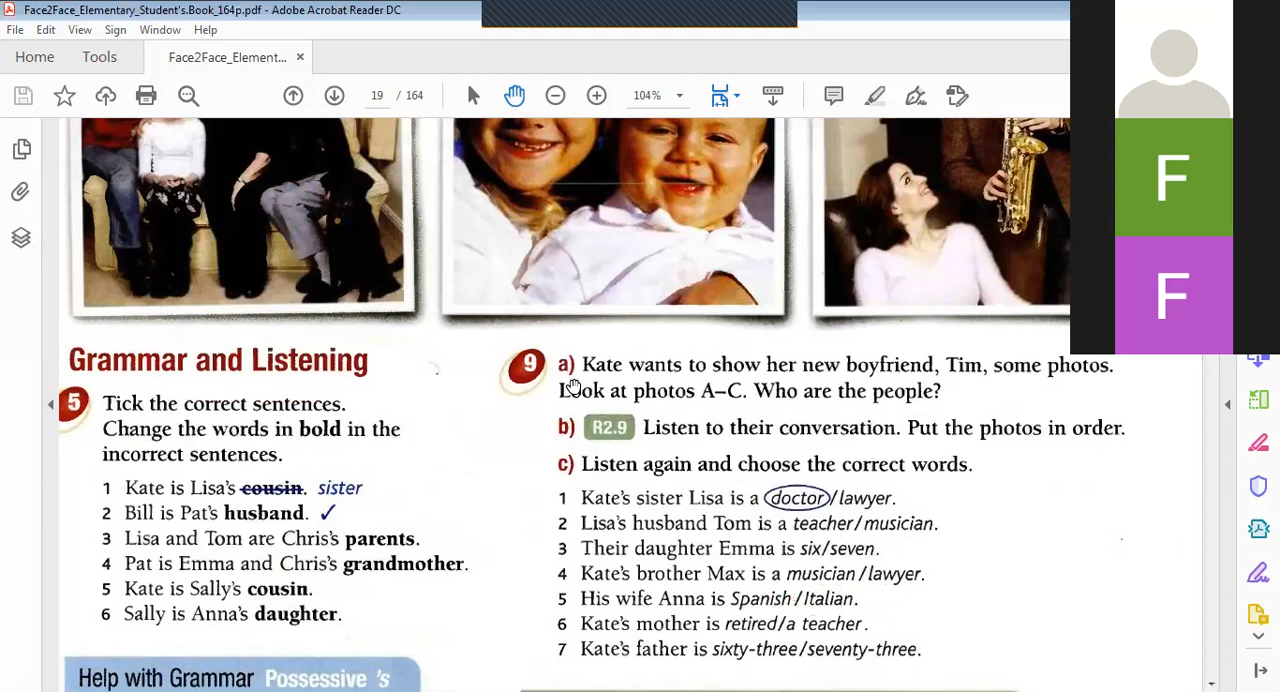 Face2Face_Elementary_Student's.Book_164p.pdf - Adobe Acrobat Reader DC
File Edit View Sign Window Help
Home Tools Face2Face_Element... ×
19 / 164 104%
F
F
Grammar and Listening
5 Tick the correct sentences.
Change the words in bold in the
incorrect sentences.
1 Kate is Lisa's cousin. sister
2 Bill is Pat's husband. ✓
3 Lisa and Tom are Chris's parents.
4 Pat is Emma and Chris's grandmother.
5 Kate is Sally's cousin.
6 Sally is Anna's daughter.
Help with Grammar Possessive 's
9 a) Kate wants to show her new boyfriend, Tim, some photos.
Look at photos A–C. Who are the people?
b) R2.9 Listen to their conversation. Put the photos in order.
c) Listen again and choose the correct words.
1 Kate's sister Lisa is a doctor/lawyer.
2 Lisa's husband Tom is a teacher/musician.
3 Their daughter Emma is six/seven.
4 Kate's brother Max is a musician/lawyer.
5 His wife Anna is Spanish/Italian.
6 Kate's mother is retired/a teacher.
7 Kate's father is sixty-three/seventy-three.